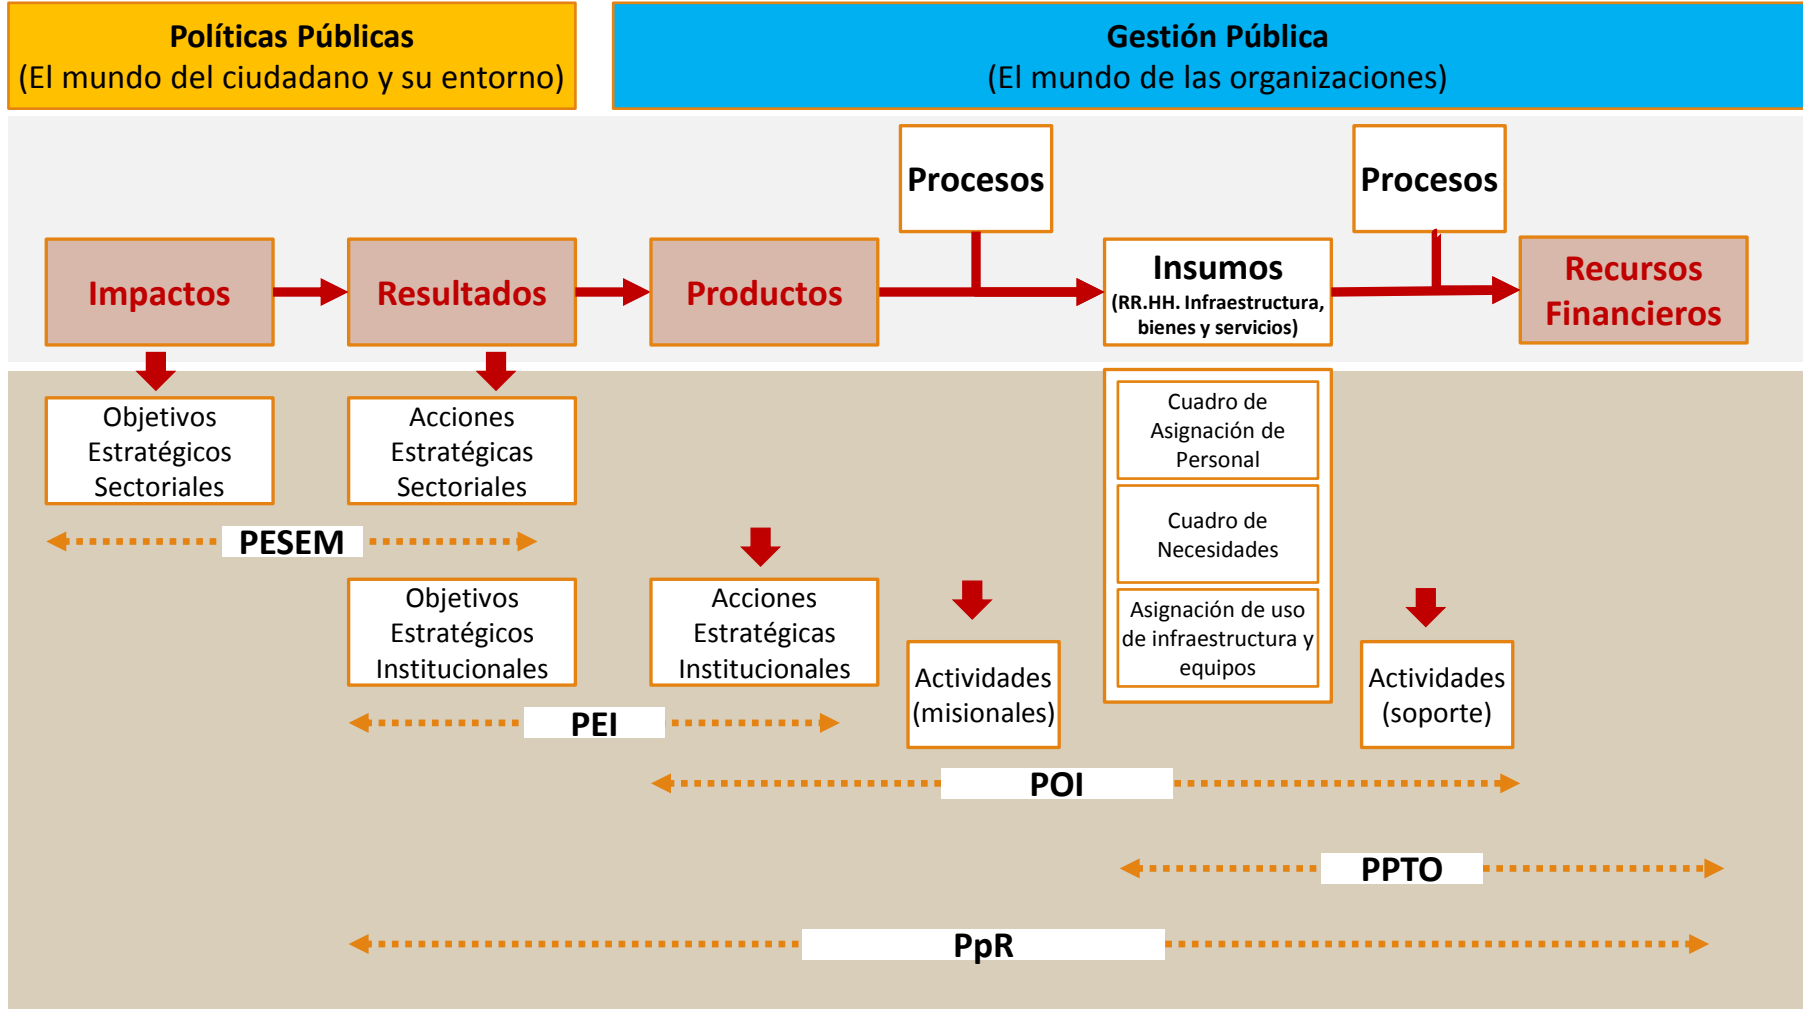 Políticas Públicas
(El mundo del ciudadano y su entorno)
Gestión Pública
(El mundo de las organizaciones)
Procesos
Procesos
Impactos
Resultados
Productos
Insumos
(RR.HH. Infraestructura,
bienes y servicios)
Recursos
Financieros
Objetivos
Estratégicos
Sectoriales
Acciones
Estratégicas
Sectoriales
Cuadro de
Asignación de
Personal
Cuadro de
Necesidades
Asignación de uso
de infraestructura y
equipos
PESEM
Objetivos
Estratégicos
Institucionales
Acciones
Estratégicas
Institucionales
Actividades
(misionales)
Actividades
(soporte)
PEI
POI
PPTO
PpR